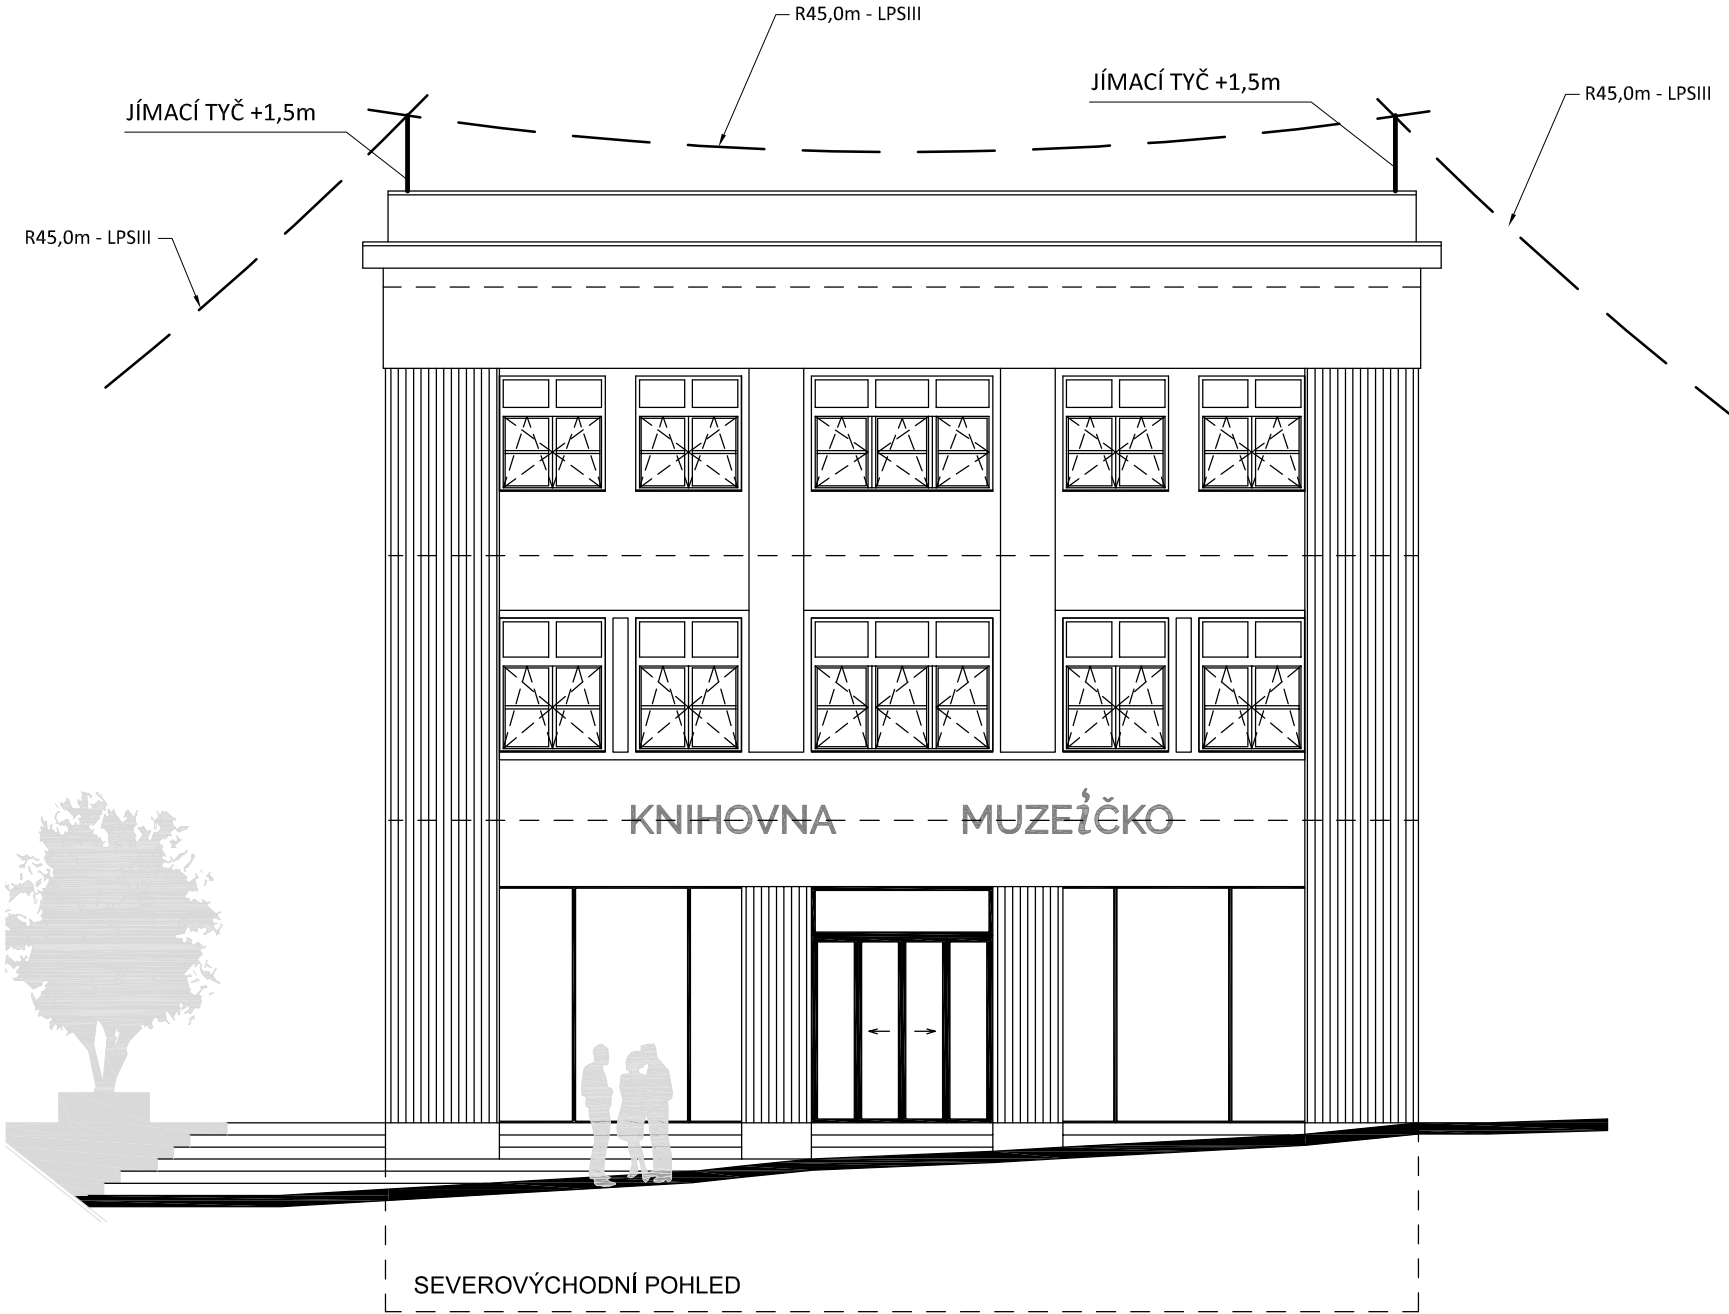 R45,0m - LPSIII
JÍMACÍ TYČ +1,5m
JÍMACÍ TYČ +1,5m
R45,0m - LPSIII
R45,0m - LPSIII
KNIHOVNA MUZEíČKO
SEVEROVÝCHODNÍ POHLED